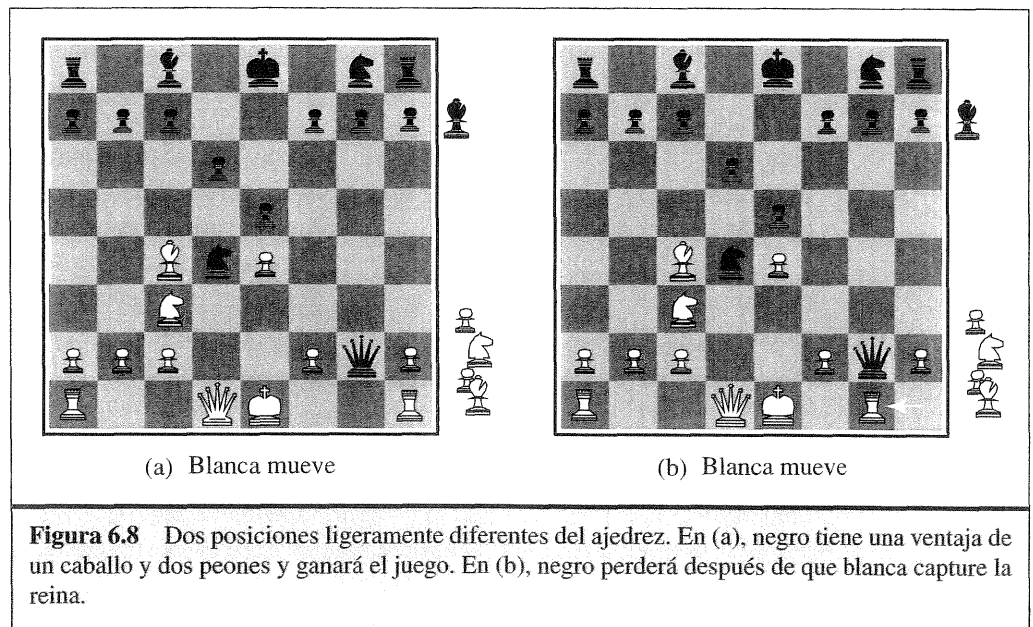 (a) Blanca mueve
(b) Blanca mueve
Figura 6.8 Dos posiciones ligeramente diferentes del ajedrez. En (a), negro tiene una ventaja de
un caballo y dos peones y ganará el juego. En (b), negro perderá después de que blanca capture la
reina.